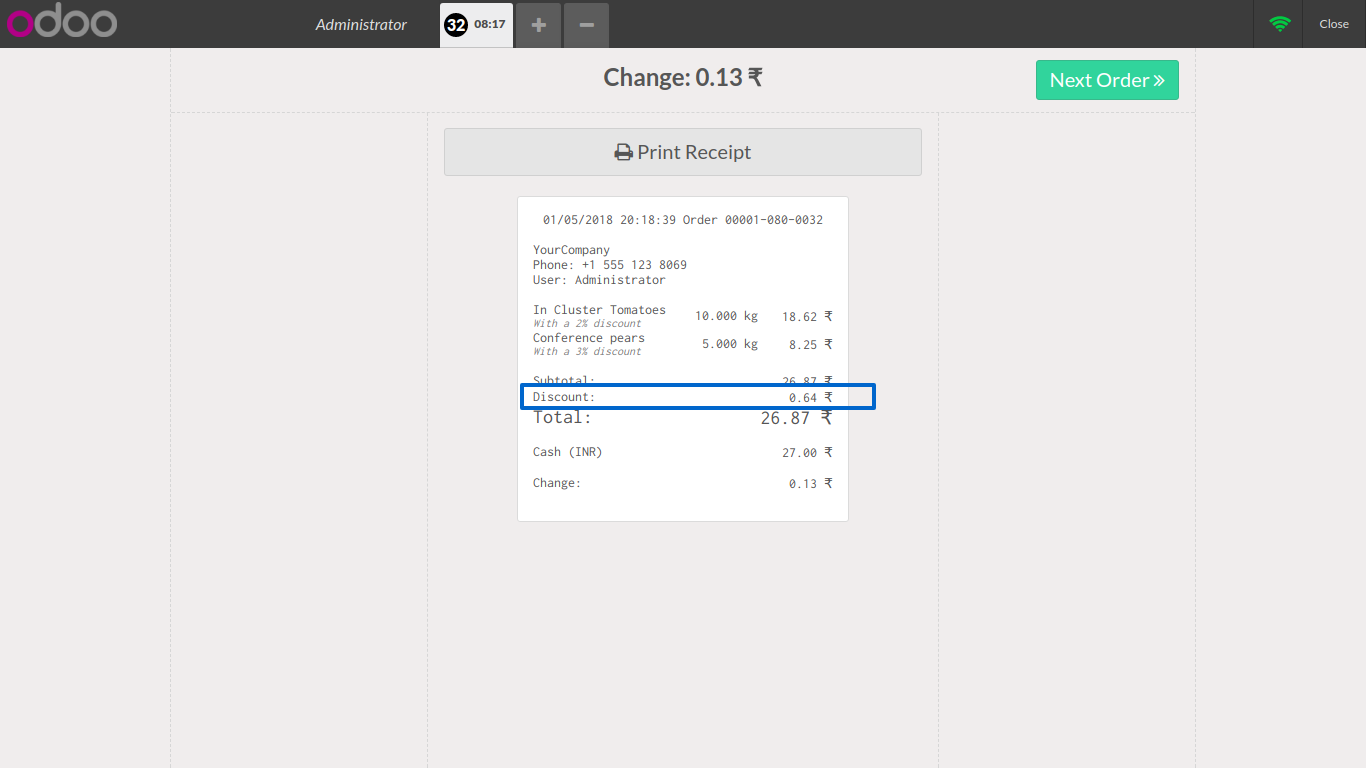 odoo
Administrator
32 08:17
Close
Change: 0.13 ₹
Next Order »
Print Receipt
01/05/2018 20:18:39 Order 00001-080-0032
YourCompany
Phone: +1 555 123 8069
User: Administrator
In Cluster Tomatoes 10.000 kg 18.62 ₹
With a 2% discount
Conference pears 5.000 kg 8.25 ₹
With a 3% discount
Subtotal: 26.87 ₹
Discount: 0.64 ₹
Total: 26.87 ₹
Cash (INR) 27.00 ₹
Change: 0.13 ₹